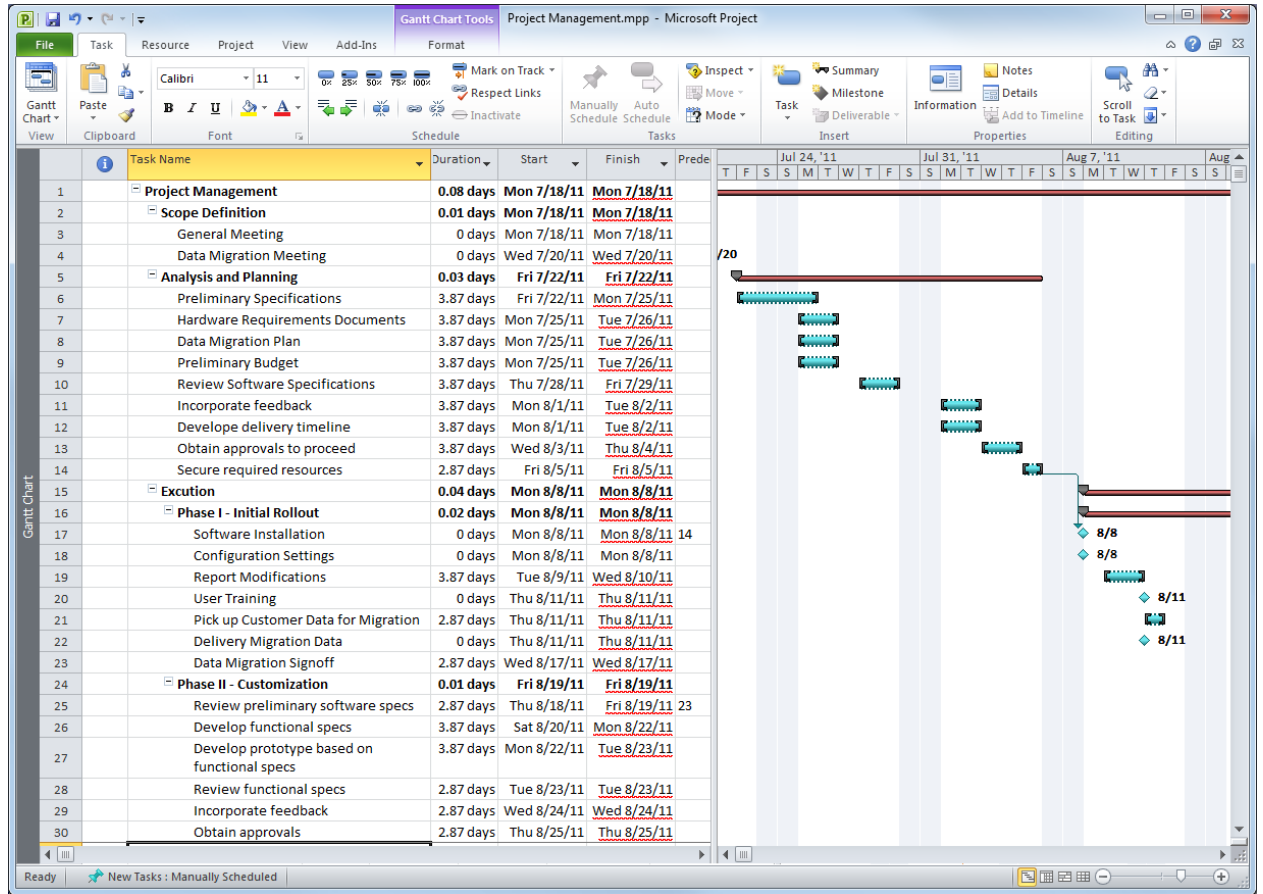 Gantt Chart Tools Project Management.mpp - Microsoft Project
File Task Resource Project View Add-Ins Format
Calibri 11 0% 25% 50% 75% 100% Mark on Track Inspect Summary Notes
Respect Links Move Milestone Details
Gantt Chart Paste B I U A Inactivate Manually Schedule Auto Schedule Mode Task Deliverable Information Add to Timeline Scroll to Task
View Clipboard Font Schedule Tasks Insert Properties Editing
Task Name Duration Start Finish Prede Jul 24, '11 Jul 31, '11 Aug 7, '11 Aug
T F S S M T W T F S S M T W T F S S M T W T F S S
1 Project Management 0.08 days Mon 7/18/11 Mon 7/18/11
2 Scope Definition 0.01 days Mon 7/18/11 Mon 7/18/11
3 General Meeting 0 days Mon 7/18/11 Mon 7/18/11
4 Data Migration Meeting 0 days Wed 7/20/11 Wed 7/20/11 /20
5 Analysis and Planning 0.03 days Fri 7/22/11 Fri 7/22/11
6 Preliminary Specifications 3.87 days Fri 7/22/11 Mon 7/25/11
7 Hardware Requirements Documents 3.87 days Mon 7/25/11 Tue 7/26/11
8 Data Migration Plan 3.87 days Mon 7/25/11 Tue 7/26/11
9 Preliminary Budget 3.87 days Mon 7/25/11 Tue 7/26/11
10 Review Software Specifications 3.87 days Thu 7/28/11 Fri 7/29/11
11 Incorporate feedback 3.87 days Mon 8/1/11 Tue 8/2/11
12 Develope delivery timeline 3.87 days Mon 8/1/11 Tue 8/2/11
13 Obtain approvals to proceed 3.87 days Wed 8/3/11 Thu 8/4/11
14 Secure required resources 2.87 days Fri 8/5/11 Fri 8/5/11
15 Excution 0.04 days Mon 8/8/11 Mon 8/8/11
16 Phase I - Initial Rollout 0.02 days Mon 8/8/11 Mon 8/8/11
17 Software Installation 0 days Mon 8/8/11 Mon 8/8/11 14 8/8
18 Configuration Settings 0 days Mon 8/8/11 Mon 8/8/11 8/8
19 Report Modifications 3.87 days Tue 8/9/11 Wed 8/10/11
20 User Training 0 days Thu 8/11/11 Thu 8/11/11 8/11
21 Pick up Customer Data for Migration 2.87 days Thu 8/11/11 Thu 8/11/11
22 Delivery Migration Data 0 days Thu 8/11/11 Thu 8/11/11 8/11
23 Data Migration Signoff 2.87 days Wed 8/17/11 Wed 8/17/11
24 Phase II - Customization 0.01 days Fri 8/19/11 Fri 8/19/11
25 Review preliminary software specs 2.87 days Thu 8/18/11 Fri 8/19/11 23
26 Develop functional specs 3.87 days Sat 8/20/11 Mon 8/22/11
27 Develop prototype based on 3.87 days Mon 8/22/11 Tue 8/23/11
functional specs
28 Review functional specs 2.87 days Tue 8/23/11 Tue 8/23/11
29 Incorporate feedback 2.87 days Wed 8/24/11 Wed 8/24/11
30 Obtain approvals 2.87 days Thu 8/25/11 Thu 8/25/11
Gantt Chart
Ready New Tasks : Manually Scheduled